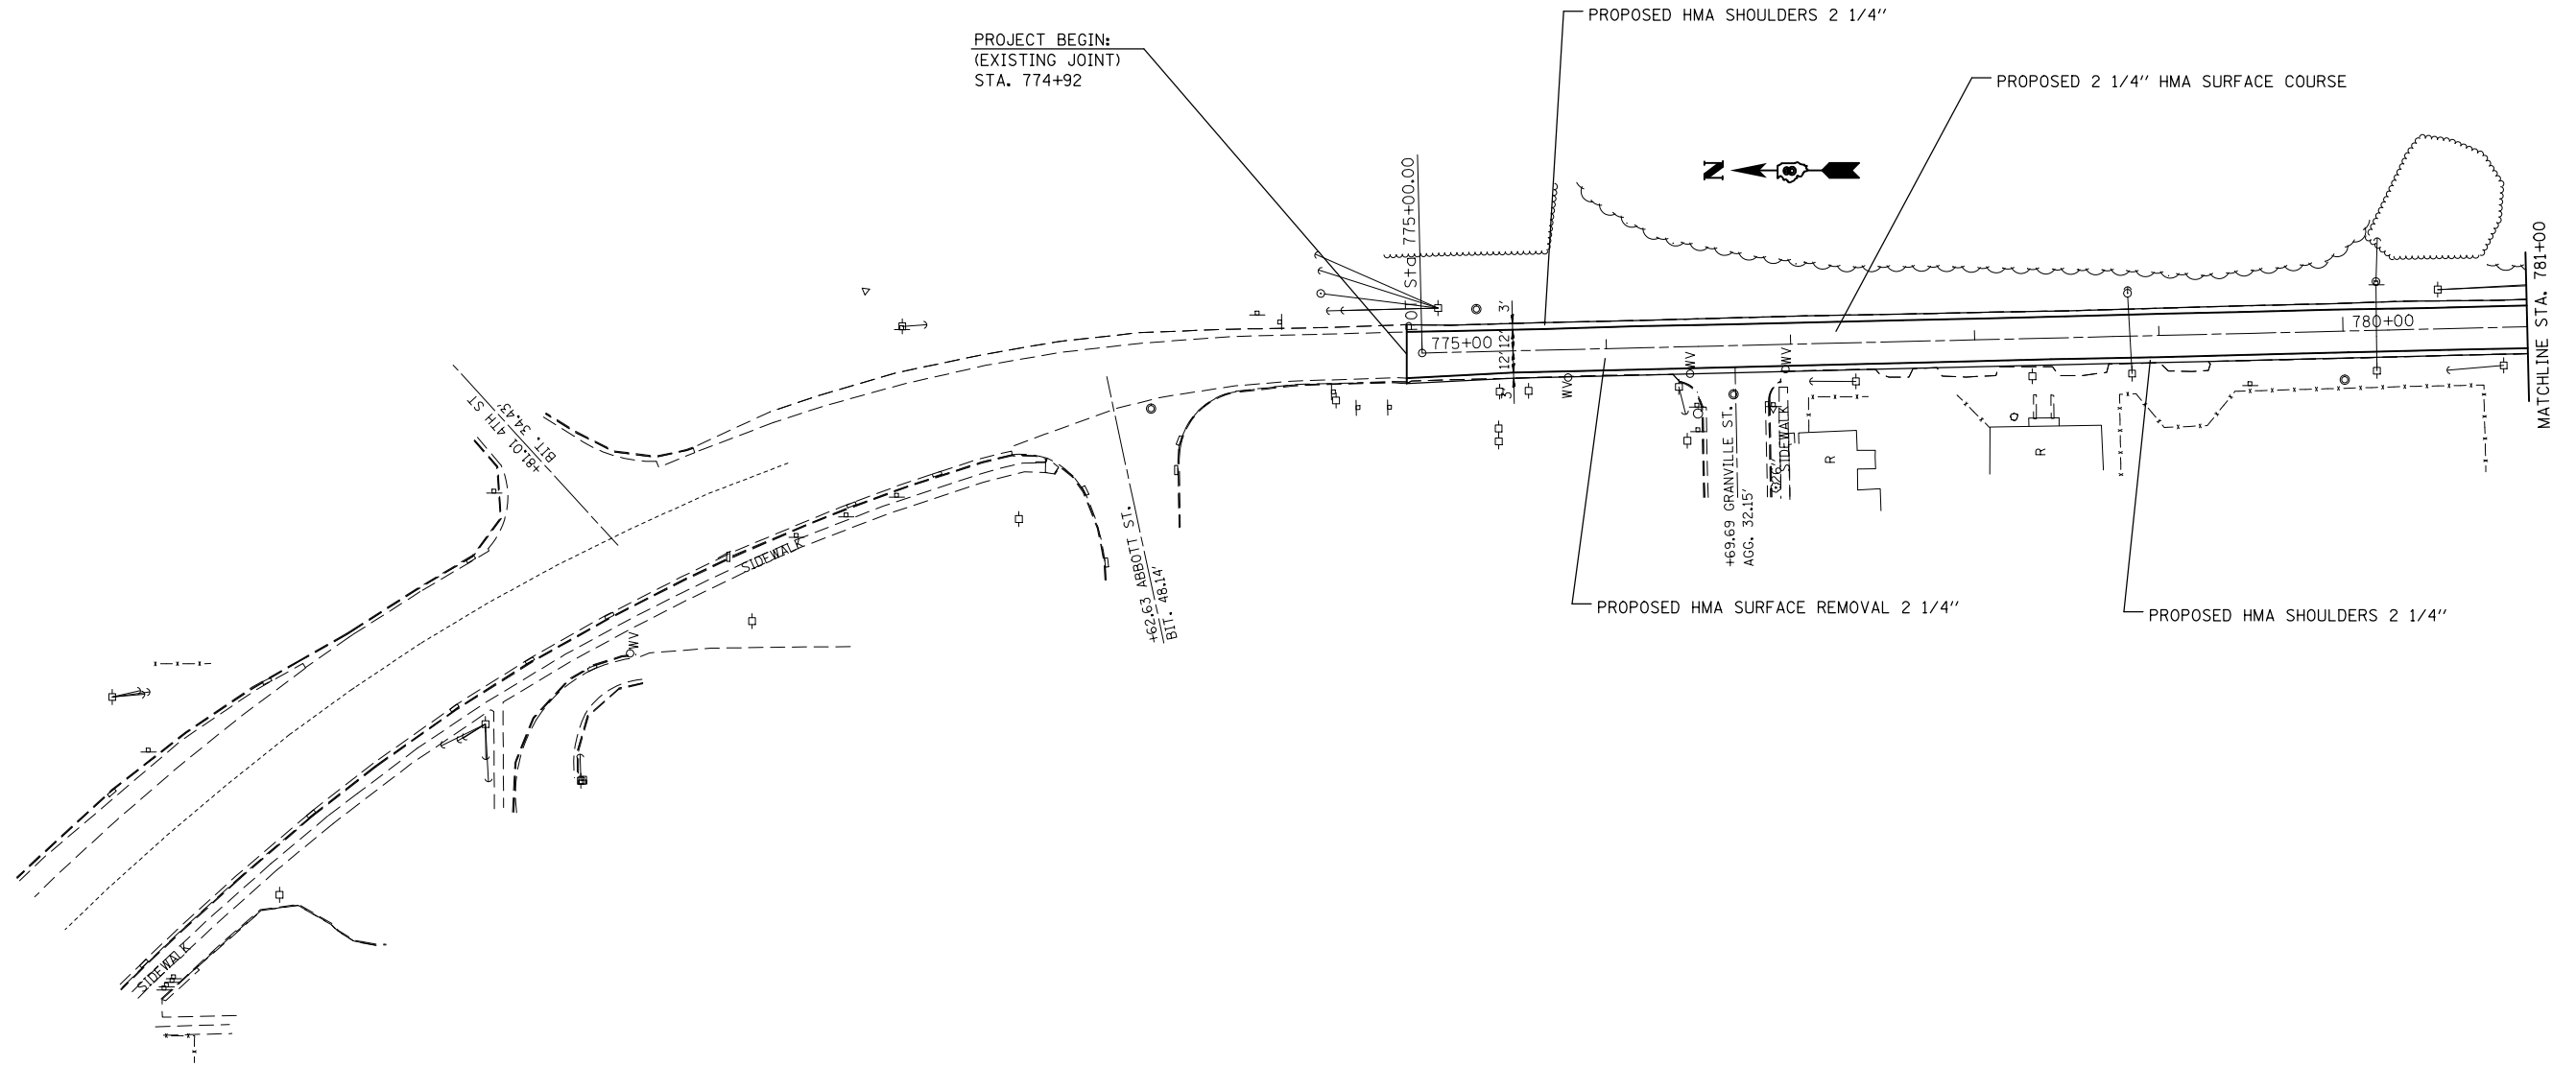 PROPOSED HMA SHOULDERS 2 1/4"
PROJECT BEGIN:
(EXISTING JOINT)
STA. 774+92
PROPOSED 2 1/4" HMA SURFACE COURSE
N
POT Sta 775+00.00
MATCHLINE STA. 781+00
3'
12'
12'
3'
775+00
780+00
WV
WV
WV
+81.01 4TH ST
BIT. 34.43'
SIDEWALK
+62.63 ABBOTT ST.
BIT. 48.14'
+69.69 GRANVILLE ST.
AGG. 32.15'
SIDEWALK
R
R
PROPOSED HMA SURFACE REMOVAL 2 1/4"
PROPOSED HMA SHOULDERS 2 1/4"
WV
SIDEWALK